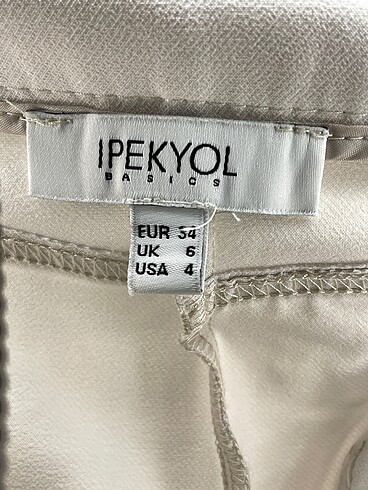 IPEKYOL
BASICS
EUR 34
UK 6
USA 4